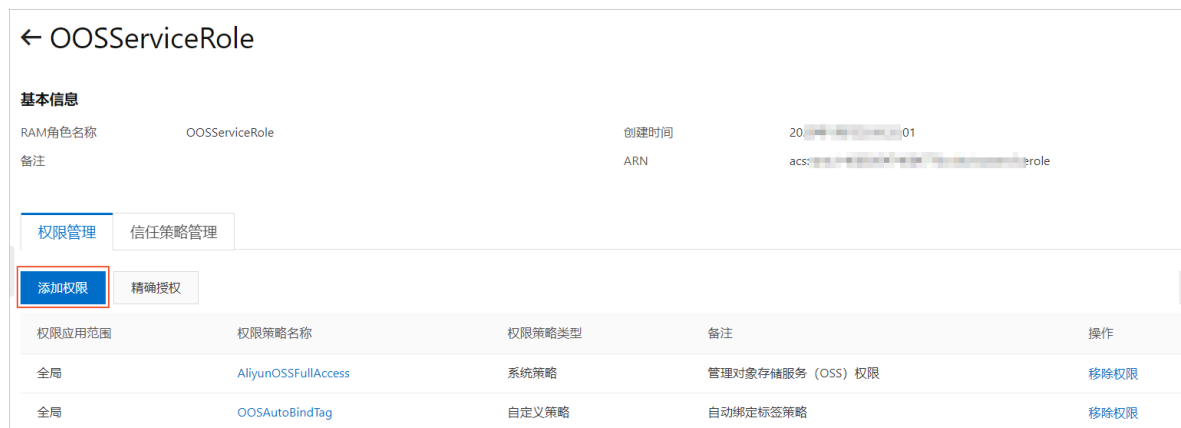 ← OOSServiceRole
基本信息
RAM角色名称 OOSServiceRole 创建时间 20 01
备注 ARN acs: erole
权限管理 信任策略管理
添加权限 精确授权
权限应用范围 权限策略名称 权限策略类型 备注 操作
全局 AliyunOSSFullAccess 系统策略 管理对象存储服务（OSS）权限 移除权限
全局 OOSAutoBindTag 自定义策略 自动绑定标签策略 移除权限